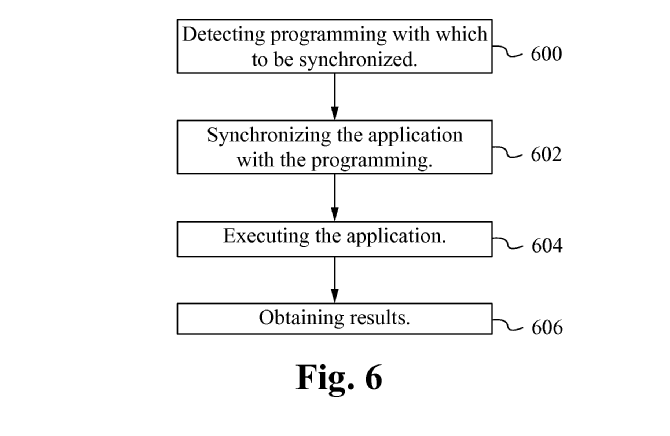 Detecting programming with which
to be synchronized.
600
Synchronizing the application
with the programming.
602
Executing the application.
604
Obtaining results.
606
Fig. 6